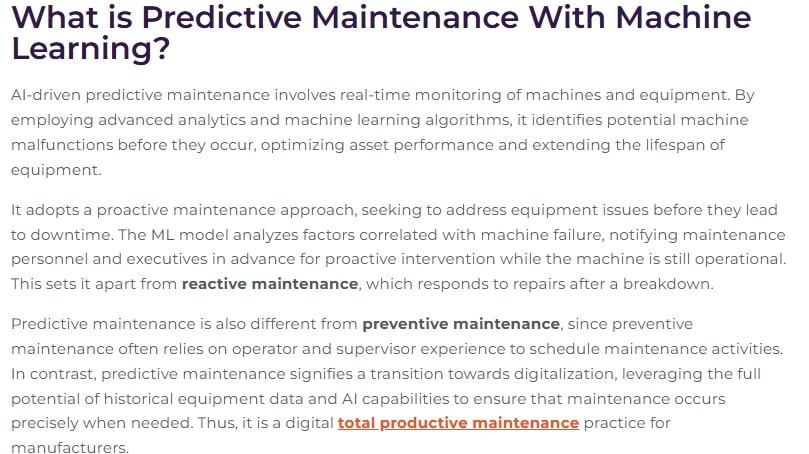 What is Predictive Maintenance With Machine
Learning?
AI-driven predictive maintenance involves real-time monitoring of machines and equipment. By
employing advanced analytics and machine learning algorithms, it identifies potential machine
malfunctions before they occur, optimizing asset performance and extending the lifespan of
equipment.
It adopts a proactive maintenance approach, seeking to address equipment issues before they lead
to downtime. The ML model analyzes factors correlated with machine failure, notifying maintenance
personnel and executives in advance for proactive intervention while the machine is still operational.
This sets it apart from reactive maintenance, which responds to repairs after a breakdown.
Predictive maintenance is also different from preventive maintenance, since preventive
maintenance often relies on operator and supervisor experience to schedule maintenance activities.
In contrast, predictive maintenance signifies a transition towards digitalization, leveraging the full
potential of historical equipment data and AI capabilities to ensure that maintenance occurs
precisely when needed. Thus, it is a digital total productive maintenance practice for
manufacturers.